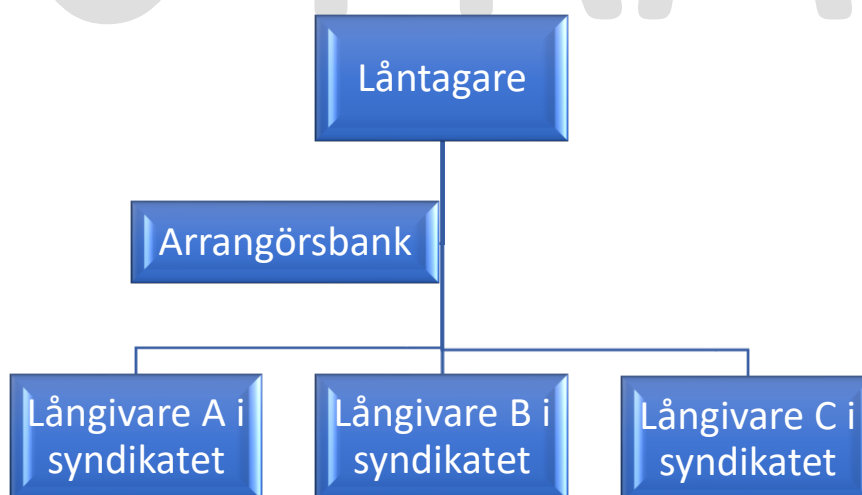 Låntagare
Arrangörsbank
Långivare A i
syndikatet
Långivare B i
syndikatet
Långivare C i
syndikatet